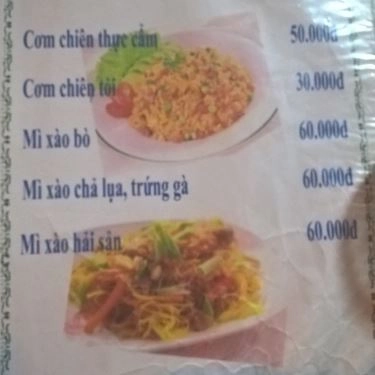 Cơm chiên thực cẩm 50.000đ
Cơm chiên tỏi 30.000đ
Mì xào bò 60.000đ
Mì xào chả lụa, trứng gà 60.000đ
Mì xào hải sản 60.000đ